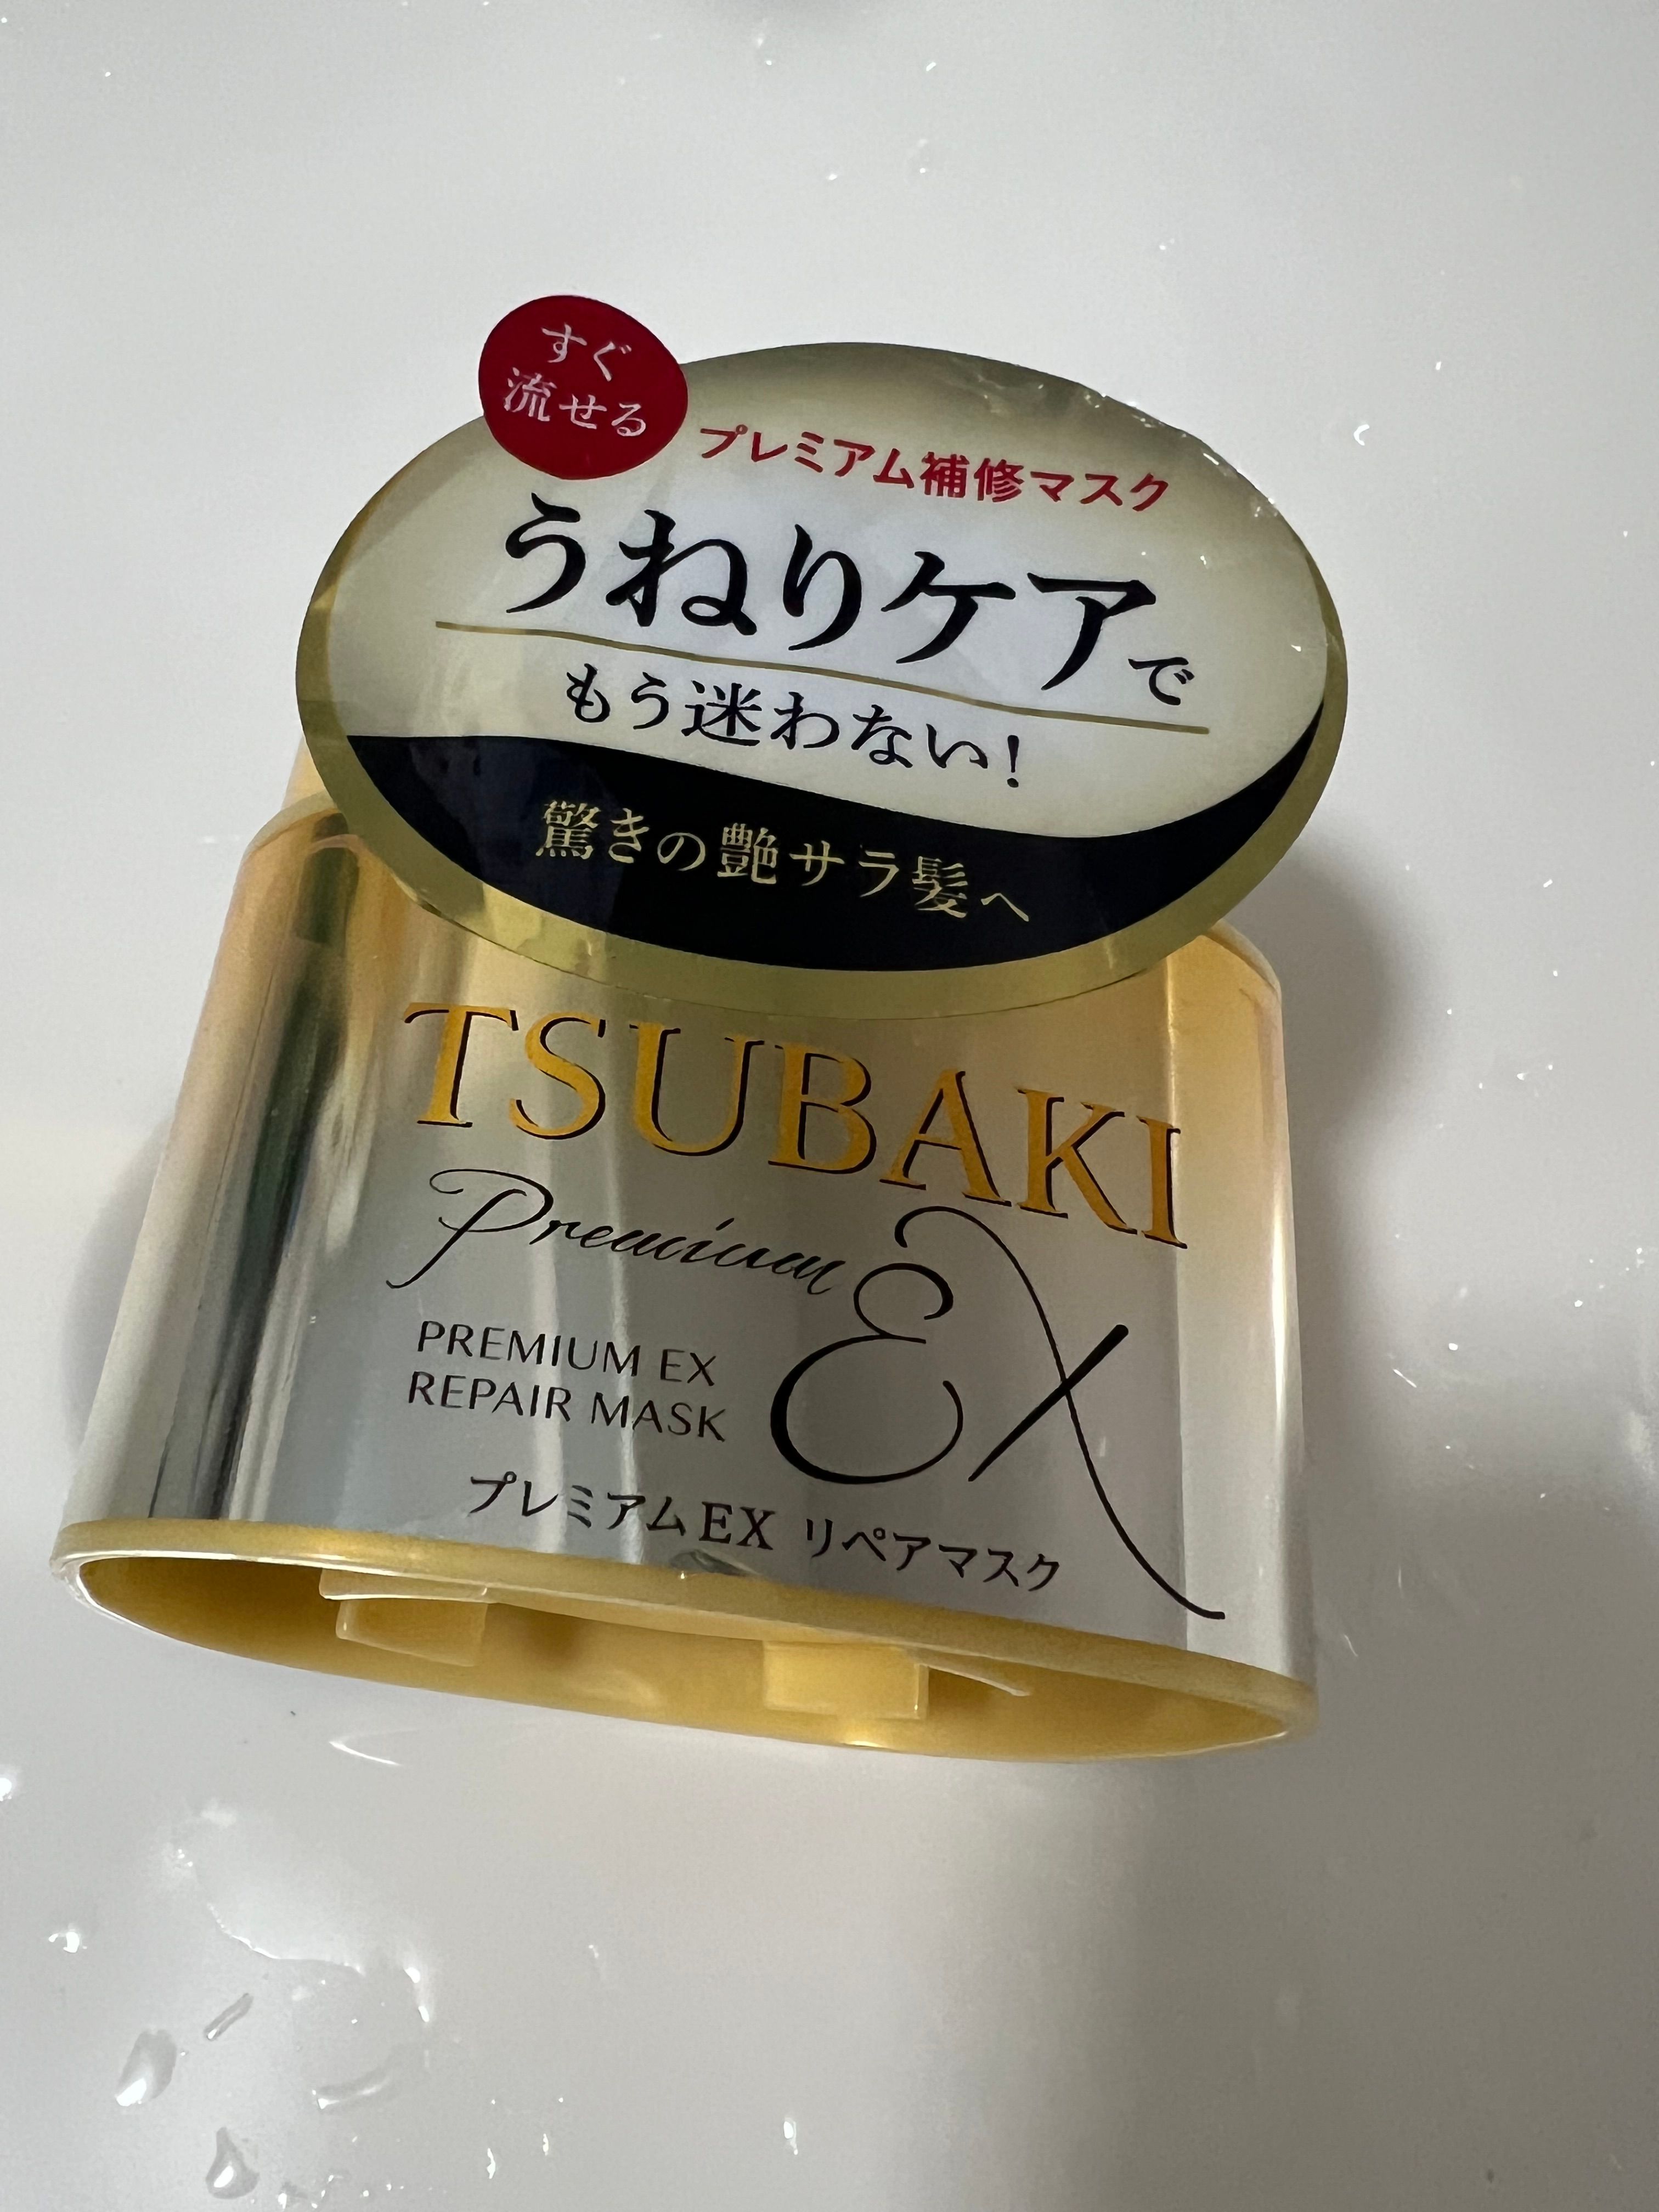 すぐ
流せる
プレミアム補修マスク
うねりケアで
もう迷わない!
驚きの艶サラ髪へ
TSUBAKI
Premium EX
PREMIUM EX
REPAIR MASK
プレミアムEX リペアマスク